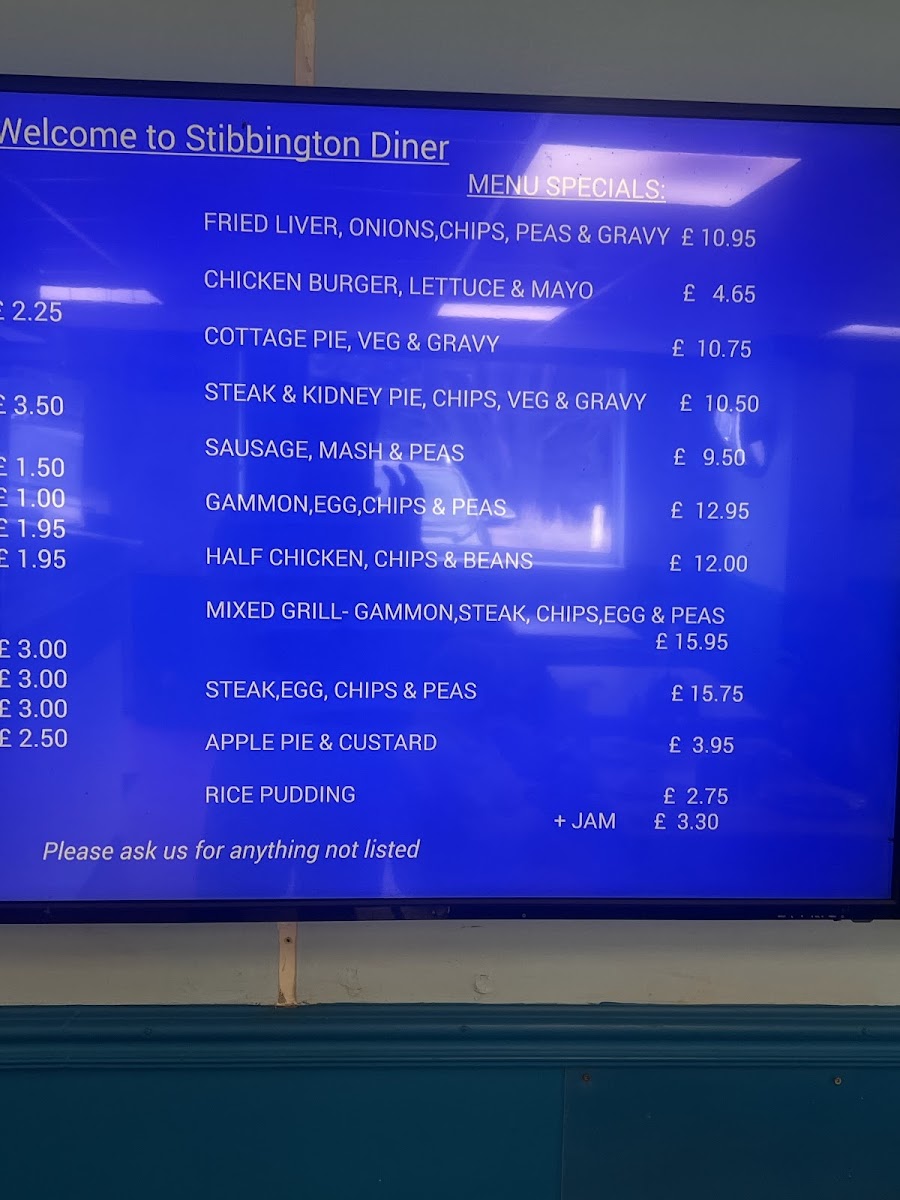 Welcome to Stibbington Diner
MENU SPECIALS:
FRIED LIVER, ONIONS,CHIPS, PEAS & GRAVY £ 10.95
CHICKEN BURGER, LETTUCE & MAYO £ 4.65
£ 2.25
COTTAGE PIE, VEG & GRAVY £ 10.75
STEAK & KIDNEY PIE, CHIPS, VEG & GRAVY £ 10.50
£ 3.50
SAUSAGE, MASH & PEAS £ 9.50
£ 1.50
£ 1.00
GAMMON,EGG,CHIPS & PEAS £ 12.95
£ 1.95
£ 1.95
HALF CHICKEN, CHIPS & BEANS £ 12.00
MIXED GRILL- GAMMON,STEAK, CHIPS,EGG & PEAS
£ 15.95
£ 3.00
£ 3.00
STEAK,EGG, CHIPS & PEAS £ 15.75
£ 3.00
£ 2.50
APPLE PIE & CUSTARD £ 3.95
RICE PUDDING £ 2.75
+ JAM £ 3.30
Please ask us for anything not listed